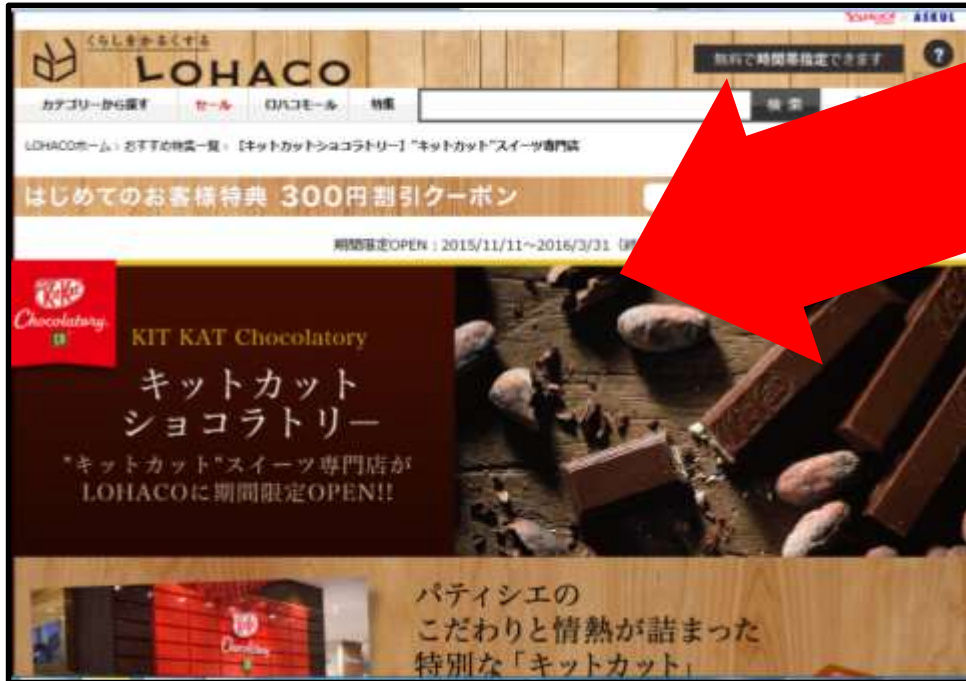 YAHOO! × ASKUL
くらしをかるくする
LOHACO
無料で時間帯指定できます
?
カテゴリーから探す セール ロハコモール 特集 検索
LOHACOホーム › おすすめ特集一覧 › 【キットカットショコラトリー】"キットカット"スイーツ専門店
はじめてのお客様特典 300円割引クーポン
期間限定OPEN：2015/11/11～2016/3/31
KitKat
Chocolatory.
KIT KAT Chocolatory
キットカット
ショコラトリー
"キットカット"スイーツ専門店が
LOHACOに期間限定OPEN!!
KitKat
Chocolatory
パティシエの
こだわりと情熱が詰まった
特別な「キットカット」